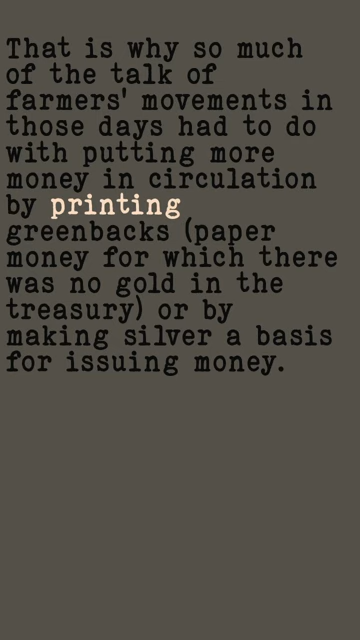 That is why so much
of the talk of
farmers' movements in
those days had to do
with putting more
money in circulation
by printing
greenbacks (paper
money for which there
was no gold in the
treasury) or by
making silver a basis
for issuing money.